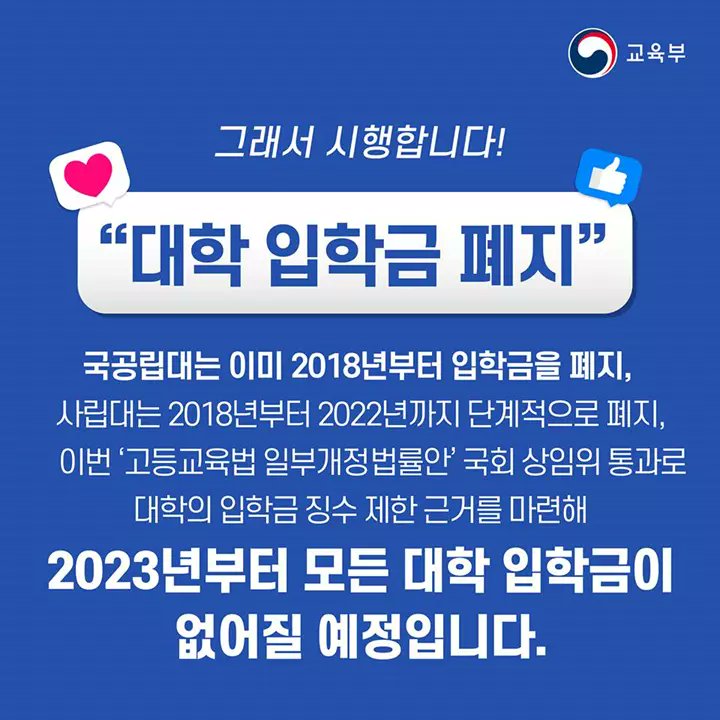 교육부
그래서 시행합니다!
“대학 입학금 폐지”
국공립대는 이미 2018년부터 입학금을 폐지,
사립대는 2018년부터 2022년까지 단계적으로 폐지,
이번 ‘고등교육법 일부개정법률안’ 국회 상임위 통과로
대학의 입학금 징수 제한 근거를 마련해
2023년부터 모든 대학 입학금이
없어질 예정입니다.